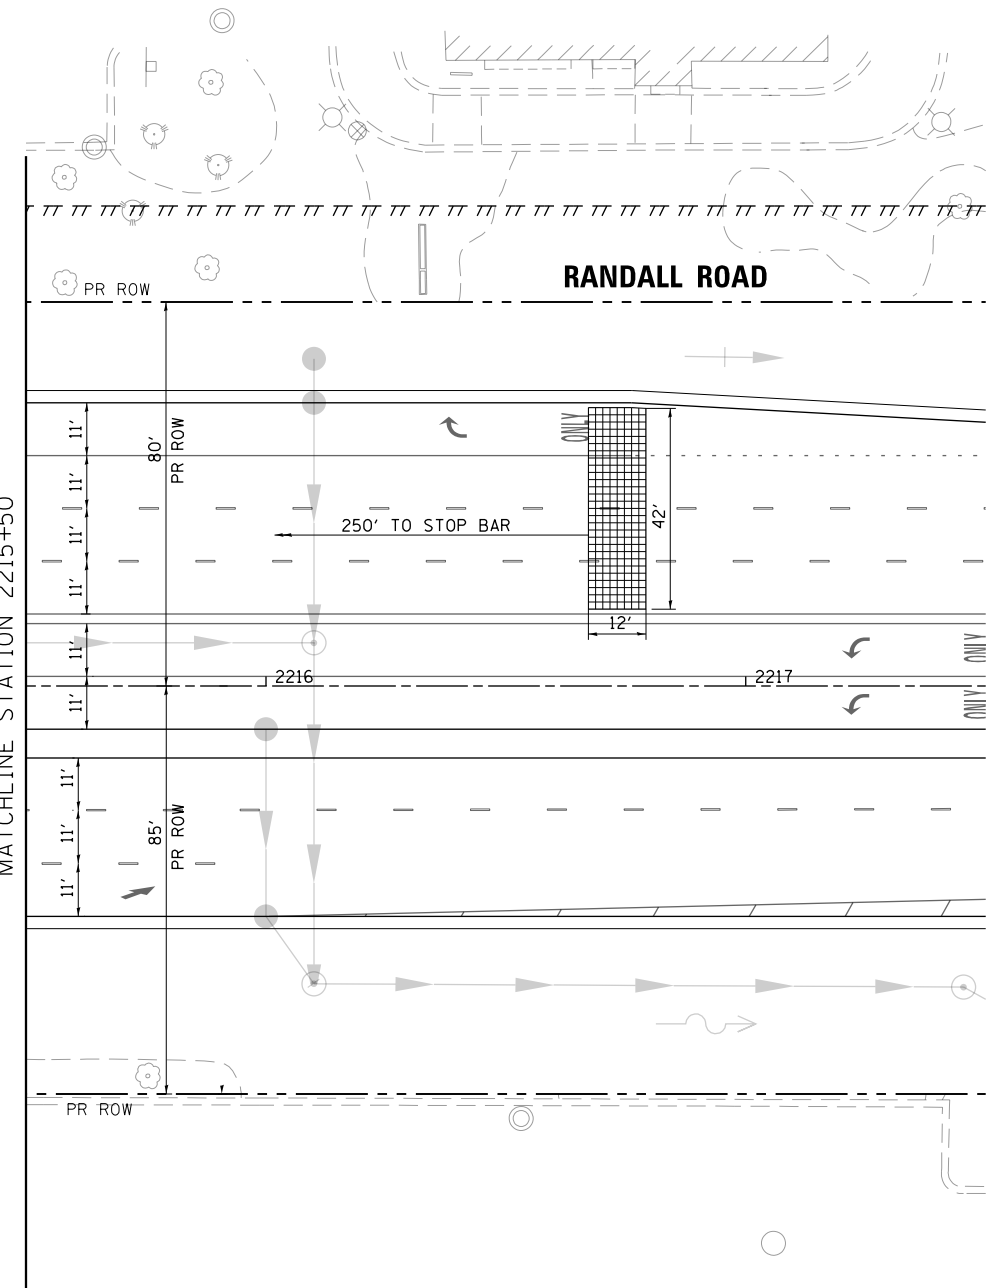 RANDALL ROAD
PR ROW
11'
11'
11'
11'
80'
PR ROW
ONLY
250' TO STOP BAR
42'
12'
MATCHLINE STATION 2215+50
11'
11'
2216
2217
ONLY
ONLY
11'
11'
11'
85'
PR ROW
PR ROW